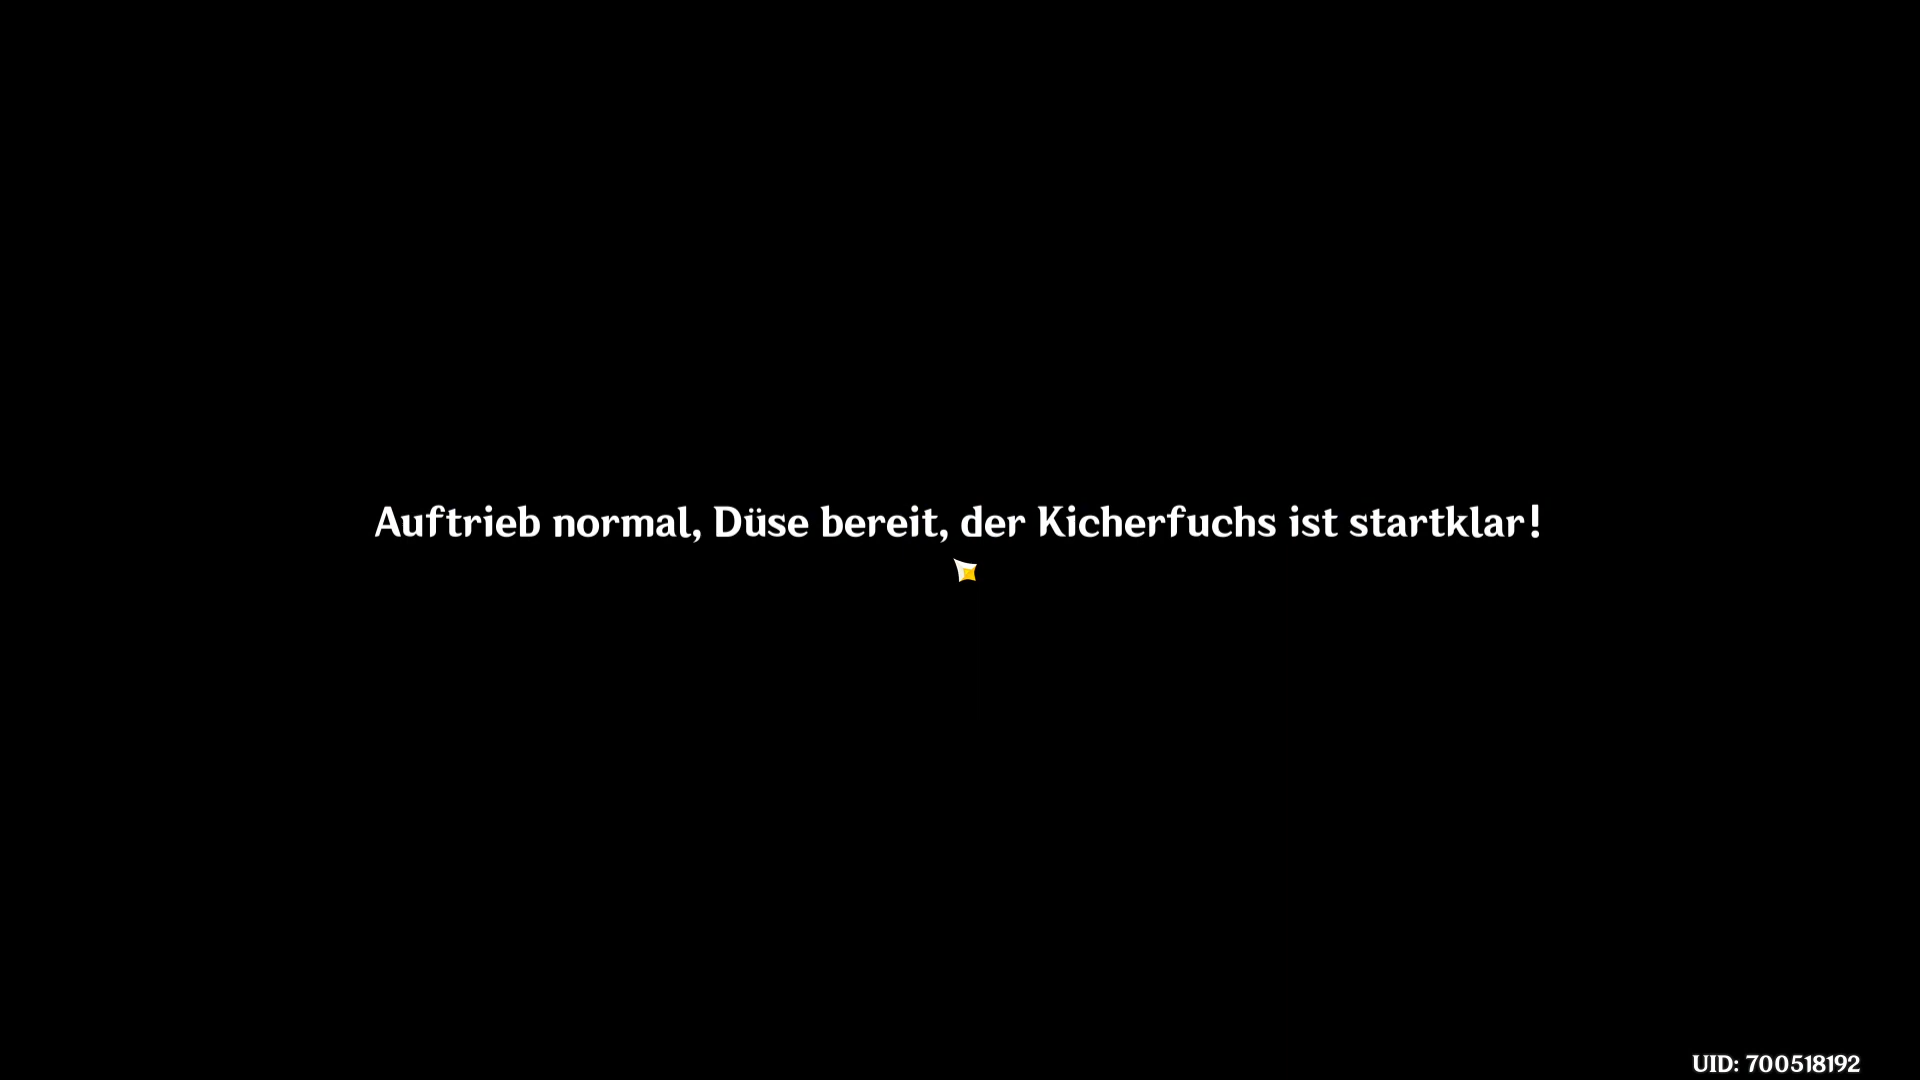 Auftrieb normal, Düse bereit, der Kicherfuchs ist startklar!
UID: 700518192